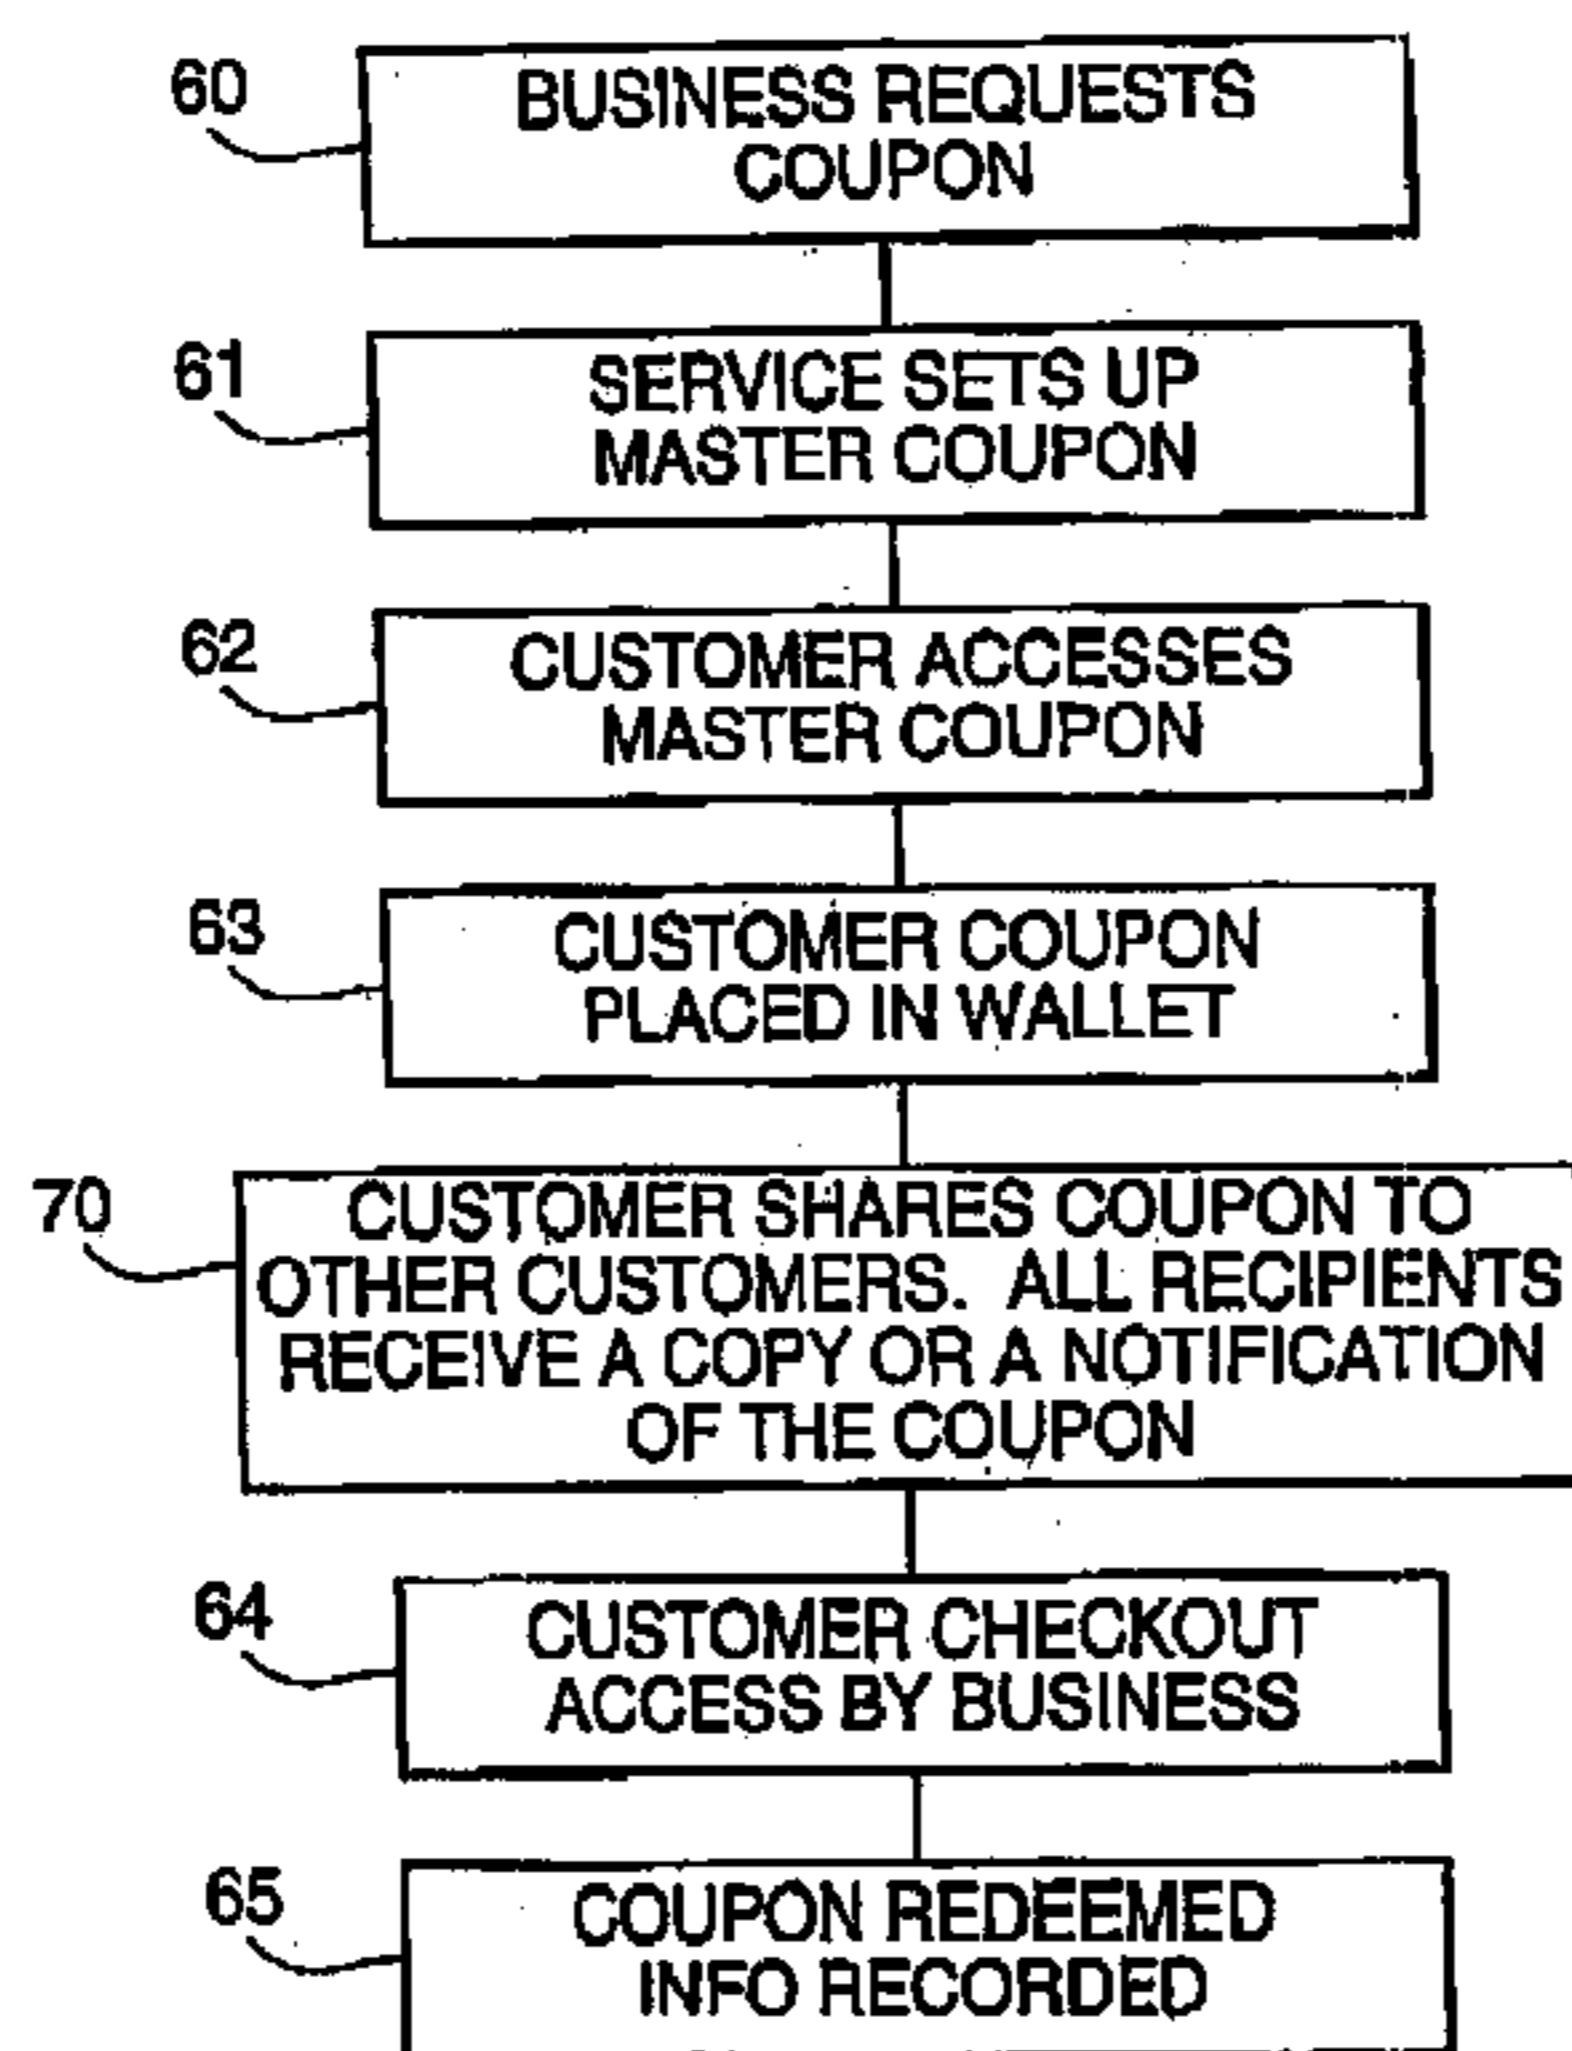 60
BUSINESS REQUESTS
COUPON
61
SERVICE SETS UP
MASTER COUPON
62
CUSTOMER ACCESSES
MASTER COUPON
63
CUSTOMER COUPON
PLACED IN WALLET
70
CUSTOMER SHARES COUPON TO
OTHER CUSTOMERS. ALL RECIPIENTS
RECEIVE A COPY OR A NOTIFICATION
OF THE COUPON
64
CUSTOMER CHECKOUT
ACCESS BY BUSINESS
65
COUPON REDEEMED
INFO RECORDED